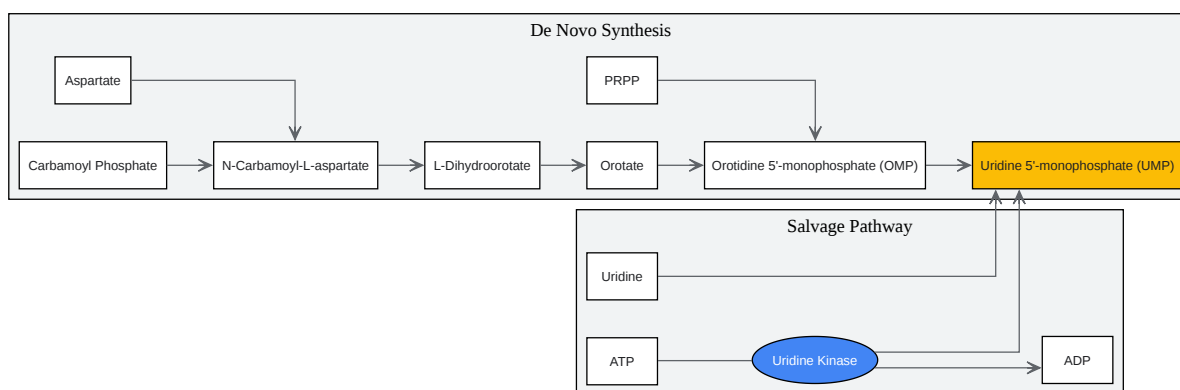 De Novo Synthesis
Aspartate
PRPP
Carbamoyl Phosphate
N-Carbamoyl-L-aspartate
L-Dihydroorotate
Orotate
Orotidine 5'-monophosphate (OMP)
Uridine 5'-monophosphate (UMP)
Salvage Pathway
Uridine
ATP
Uridine Kinase
ADP